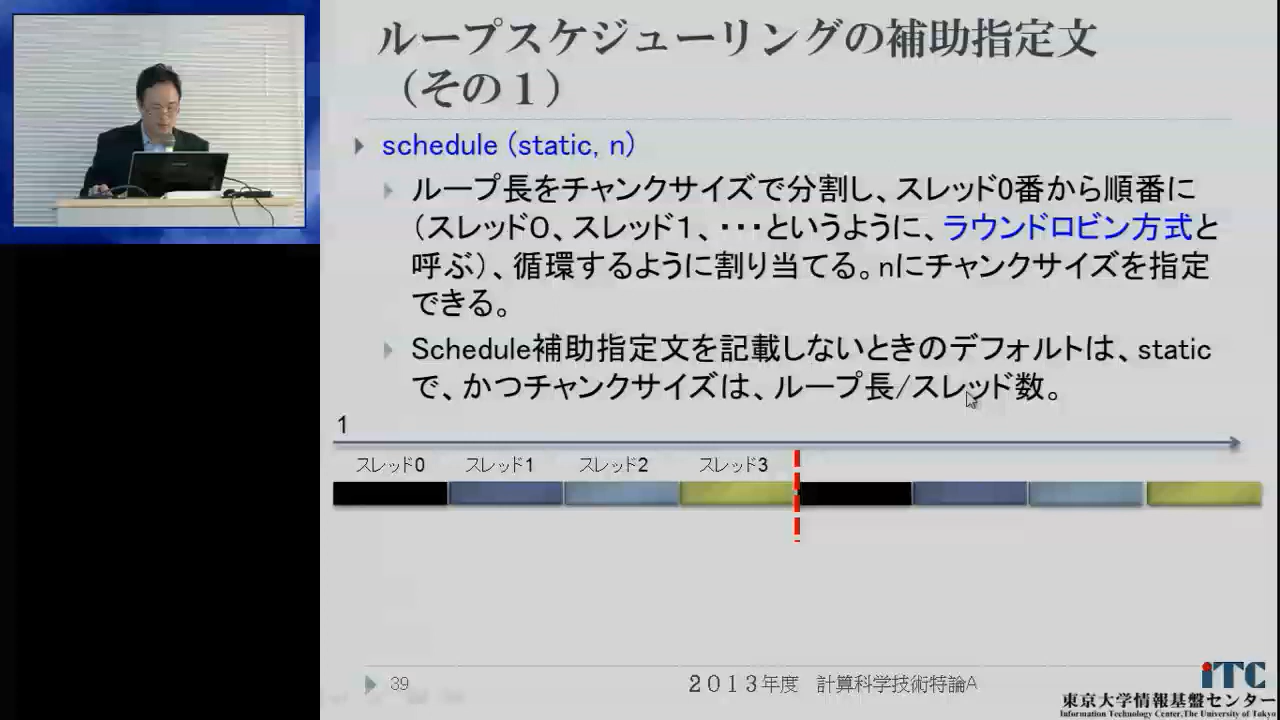 ループスケジューリングの補助指定文
（その１）
schedule (static, n)
ループ長をチャンクサイズで分割し、スレッド0番から順番に
（スレッド０、スレッド１、・・・というように、ラウンドロビン方式と
呼ぶ）、循環するように割り当てる。nにチャンクサイズを指定
できる。
Schedule補助指定文を記載しないときのデフォルトは、static
で、かつチャンクサイズは、ループ長/スレッド数。
1
スレッド0 スレッド1 スレッド2 スレッド3
39 ２０１３年度 計算科学技術特論A
ITC
東京大学情報基盤センター
Information Technology Center,The University of Tokyo